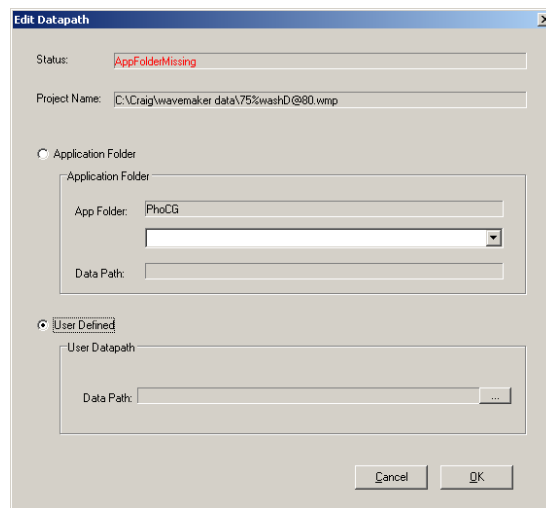 Edit Datapath
Status: AppFolderMissing
Project Name: C:\Craig\wavemaker data\75%washD@80.wmp
Application Folder
Application Folder
App Folder: PhoCG
Data Path:
User Defined
User Datapath
Data Path: ...
Cancel OK